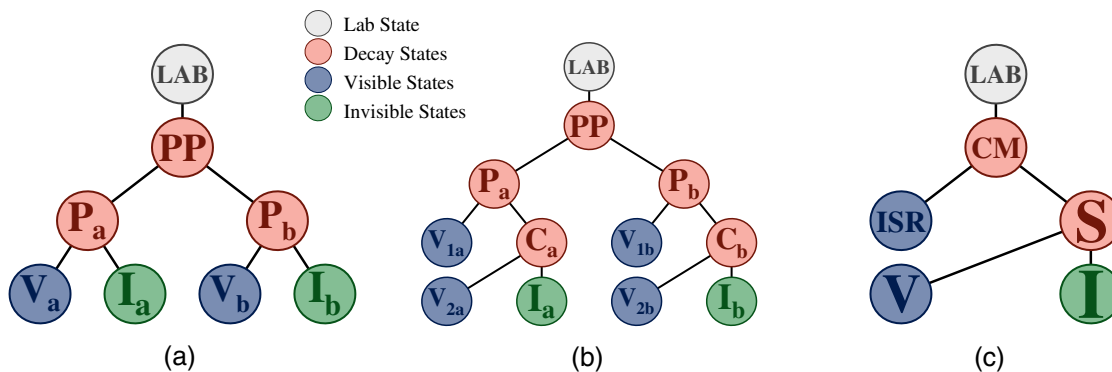 Lab State
Decay States
Visible States
Invisible States
LAB
PP
Pa Pb
Va Ia Vb Ib
(a)
LAB
PP
Pa Pb
V1a Ca V1b Cb
V2a Ia V2b Ib
(b)
LAB
CM
ISR S
V I
(c)